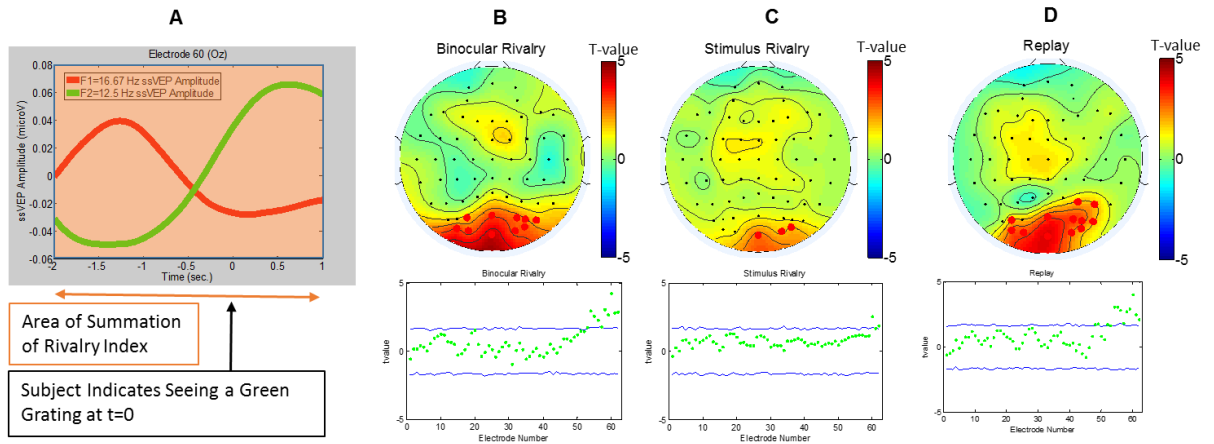 A
Electrode 60 (Oz)
F1=16.67 Hz ssVEP Amplitude
F2=12.5 Hz ssVEP Amplitude
ssVEP Amplitude (microV)
0.08
0.06
0.04
0.02
0
-0.02
-0.04
-0.06
-2
-1.5
-1
-0.5
0
0.5
1
Time (sec.)
Area of Summation
of Rivalry Index
Subject Indicates Seeing a Green
Grating at t=0
B
Binocular Rivalry
T-value
5
0
-5
Binocular Rivalry
tvalue
5
0
-5
0 10 20 30 40 50 60
Electrode Number
C
Stimulus Rivalry
T-value
5
0
-5
Stimulus Rivalry
tvalue
5
0
-5
0 10 20 30 40 50 60
Electrode Number
D
Replay
T-value
5
0
-5
Replay
tvalue
5
0
-5
0 10 20 30 40 50 60
Electrode Number